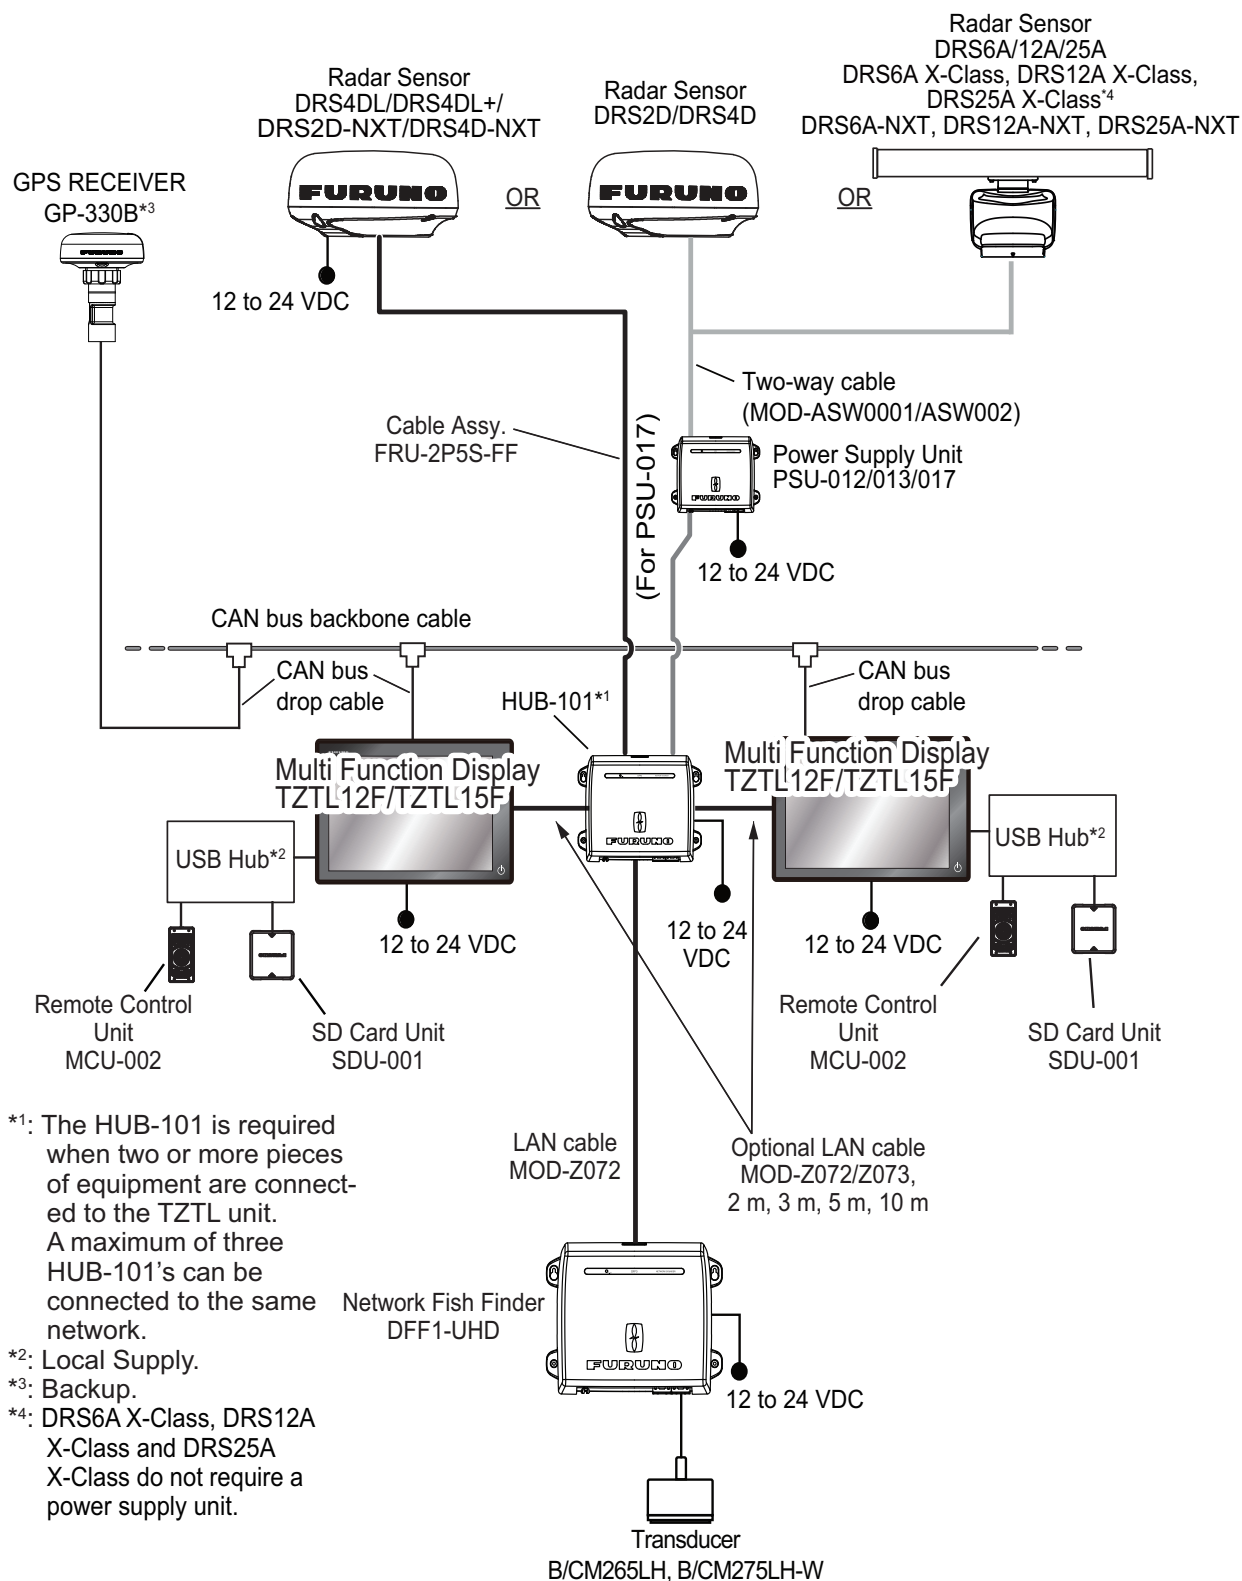 Radar Sensor
DRS6A/12A/25A
DRS6A X-Class, DRS12A X-Class,
DRS25A X-Class*4
DRS6A-NXT, DRS12A-NXT, DRS25A-NXT
Radar Sensor
DRS4DL/DRS4DL+/
DRS2D-NXT/DRS4D-NXT
Radar Sensor
DRS2D/DRS4D
GPS RECEIVER
GP-330B*3
FURUNO
OR
FURUNO
OR
FURUNO
12 to 24 VDC
Two-way cable
(MOD-ASW0001/ASW002)
Cable Assy.
FRU-2P5S-FF
(For PSU-017)
Power Supply Unit
PSU-012/013/017
FURUNO
12 to 24 VDC
CAN bus backbone cable
CAN bus
drop cable
HUB-101*1
CAN bus
drop cable
Multi Function Display
TZTL12F/TZTL15F
Multi Function Display
TZTL12F/TZTL15F
FURUNO
USB Hub*2
USB Hub*2
12 to 24 VDC
12 to 24
VDC
12 to 24 VDC
Remote Control
Unit
MCU-002
SD Card Unit
SDU-001
Remote Control
Unit
MCU-002
SD Card Unit
SDU-001
*1: The HUB-101 is required
when two or more pieces
of equipment are connect-
ed to the TZTL unit.
A maximum of three
HUB-101's can be
connected to the same
network.
*2: Local Supply.
*3: Backup.
*4: DRS6A X-Class, DRS12A
X-Class and DRS25A
X-Class do not require a
power supply unit.
LAN cable
MOD-Z072
Optional LAN cable
MOD-Z072/Z073,
2 m, 3 m, 5 m, 10 m
Network Fish Finder
DFF1-UHD
FURUNO
12 to 24 VDC
Transducer
B/CM265LH, B/CM275LH-W